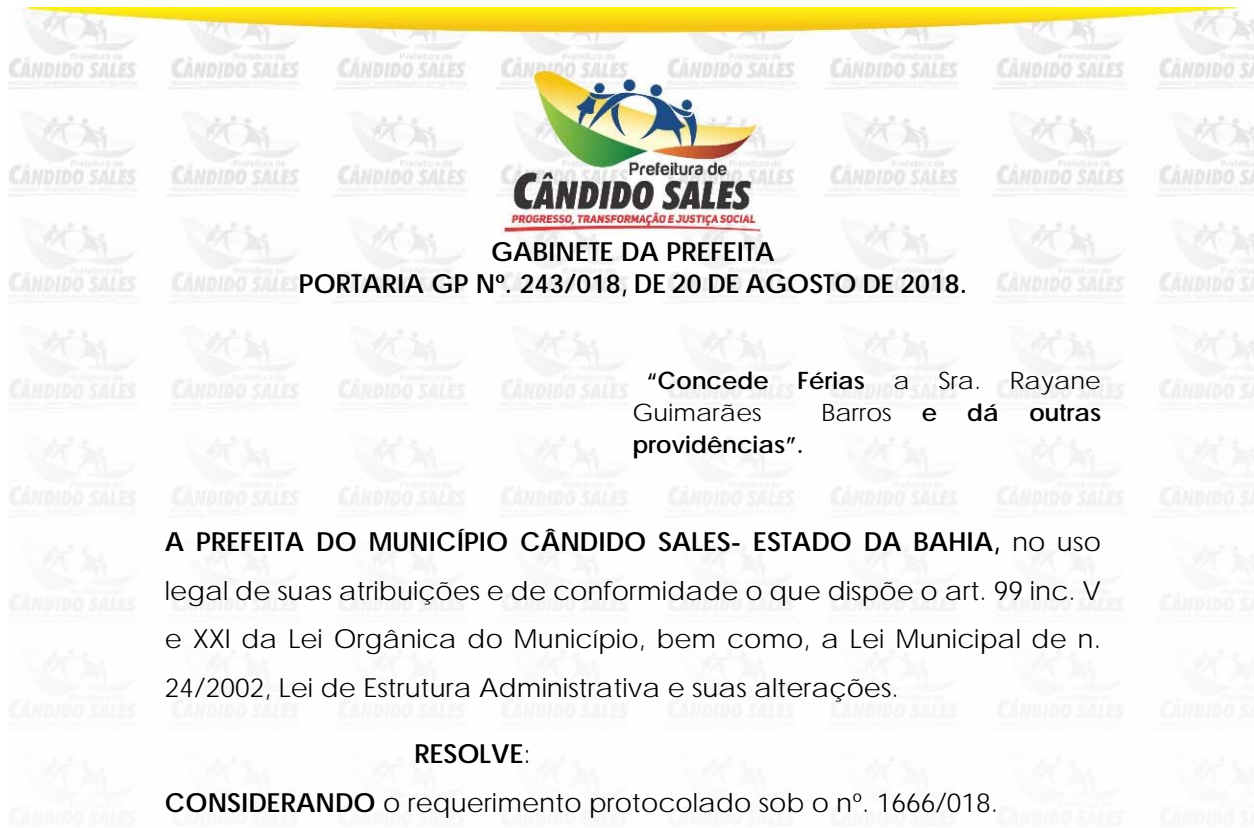 Prefeitura de
CÂNDIDO SALES
PROGRESSO, TRANSFORMAÇÃO E JUSTIÇA SOCIAL
GABINETE DA PREFEITA
PORTARIA GP Nº. 243/018, DE 20 DE AGOSTO DE 2018.
“Concede Férias a Sra. Rayane
Guimarães Barros e dá outras
providências”.
A PREFEITA DO MUNICÍPIO CÂNDIDO SALES- ESTADO DA BAHIA, no uso
legal de suas atribuições e de conformidade o que dispõe o art. 99 inc. V
e XXI da Lei Orgânica do Município, bem como, a Lei Municipal de n.
24/2002, Lei de Estrutura Administrativa e suas alterações.
RESOLVE:
CONSIDERANDO o requerimento protocolado sob o nº. 1666/018.